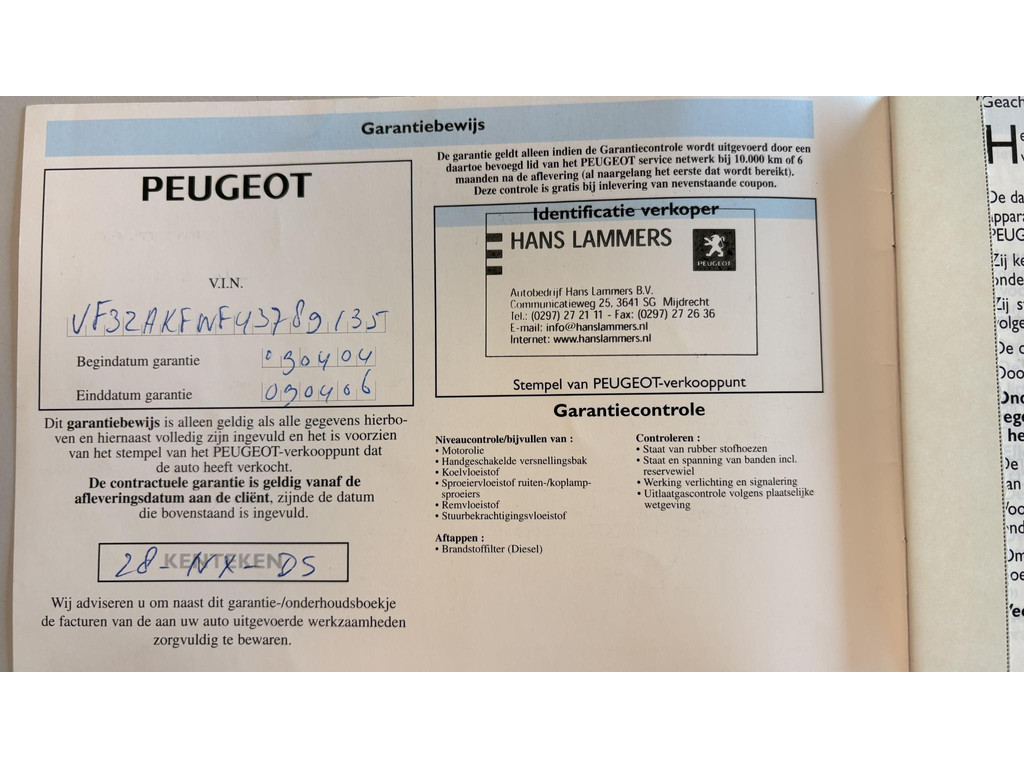 Garantiebewijs
PEUGEOT
V.I.N.
VF32AKFWF43789135
Begindatum garantie 090404
Einddatum garantie 090406
Dit garantiebewijs is alleen geldig als alle gegevens hierbo-
ven en hiernaast volledig zijn ingevuld en het is voorzien
van het stempel van het PEUGEOT-verkooppunt dat
de auto heeft verkocht.
De contractuele garantie is geldig vanaf de
afleveringsdatum aan de cliënt, zijnde de datum
die bovenstaand is ingevuld.
KENTEKEN
28-NX-DS
Wij adviseren u om naast dit garantie-/onderhoudsboekje
de facturen van de aan uw auto uitgevoerde werkzaamheden
zorgvuldig te bewaren.
De garantie geldt alleen indien de Garantiecontrole wordt uitgevoerd door een
daartoe bevoegd lid van het PEUGEOT service netwerk bij 10.000 km of 6
maanden na de aflevering (al naargelang het eerste dat wordt bereikt).
Deze controle is gratis bij inlevering van nevenstaande coupon.
Identificatie verkoper
HANS LAMMERS
PEUGEOT
Autobedrijf Hans Lammers B.V.
Communicatieweg 25, 3641 SG Mijdrecht
Tel.: (0297) 27 21 11 - Fax: (0297) 27 26 36
E-mail: info@hanslammers.nl
Internet: www.hanslammers.nl
Stempel van PEUGEOT-verkooppunt
Garantiecontrole
Niveaucontrole/bijvullen van :
• Motorolie
• Handgeschakelde versnellingsbak
• Koelvloeistof
• Sproeiervloeistof ruiten-/koplamp-
sproeiers
• Remvloeistof
• Stuurbekrachtigingsvloeistof
Aftappen :
• Brandstoffilter (Diesel)
Controleren :
• Staat van rubber stofhoezen
• Staat en spanning van banden incl.
reservewiel
• Werking verlichting en signalering
• Uitlaatgascontrole volgens plaatselijke
wetgeving